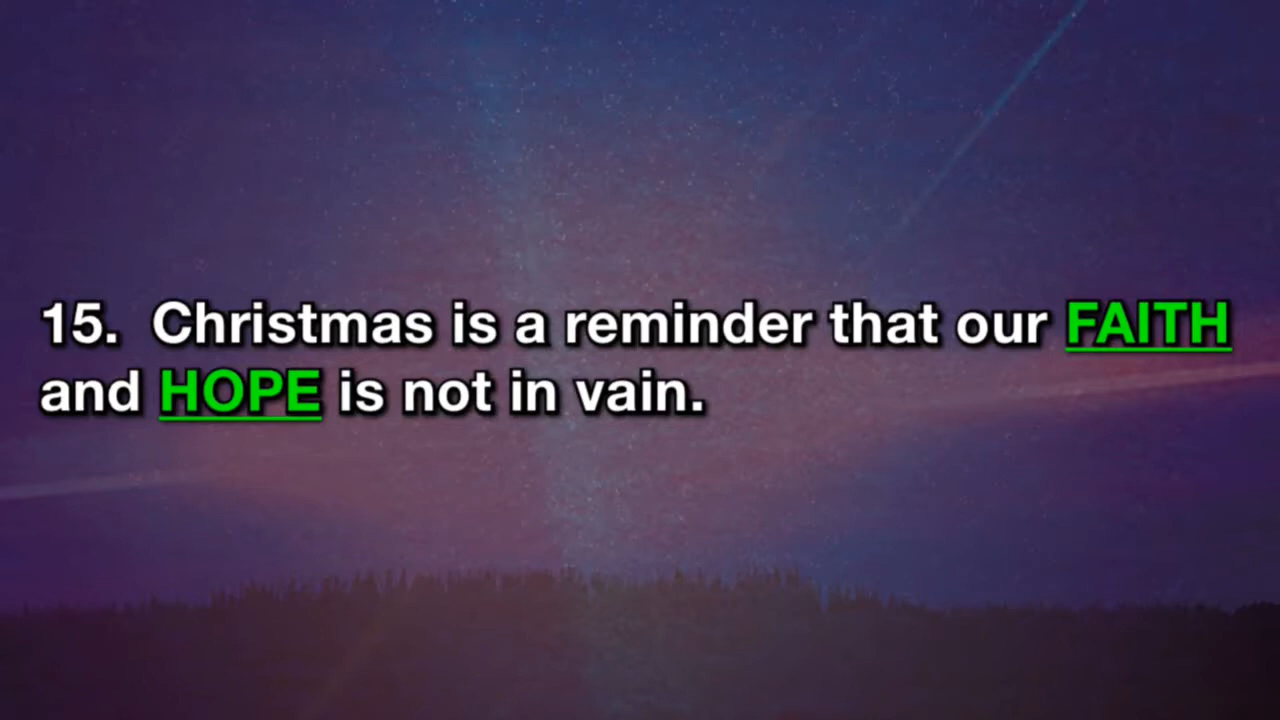 15. Christmas is a reminder that our FAITH
and HOPE is not in vain.